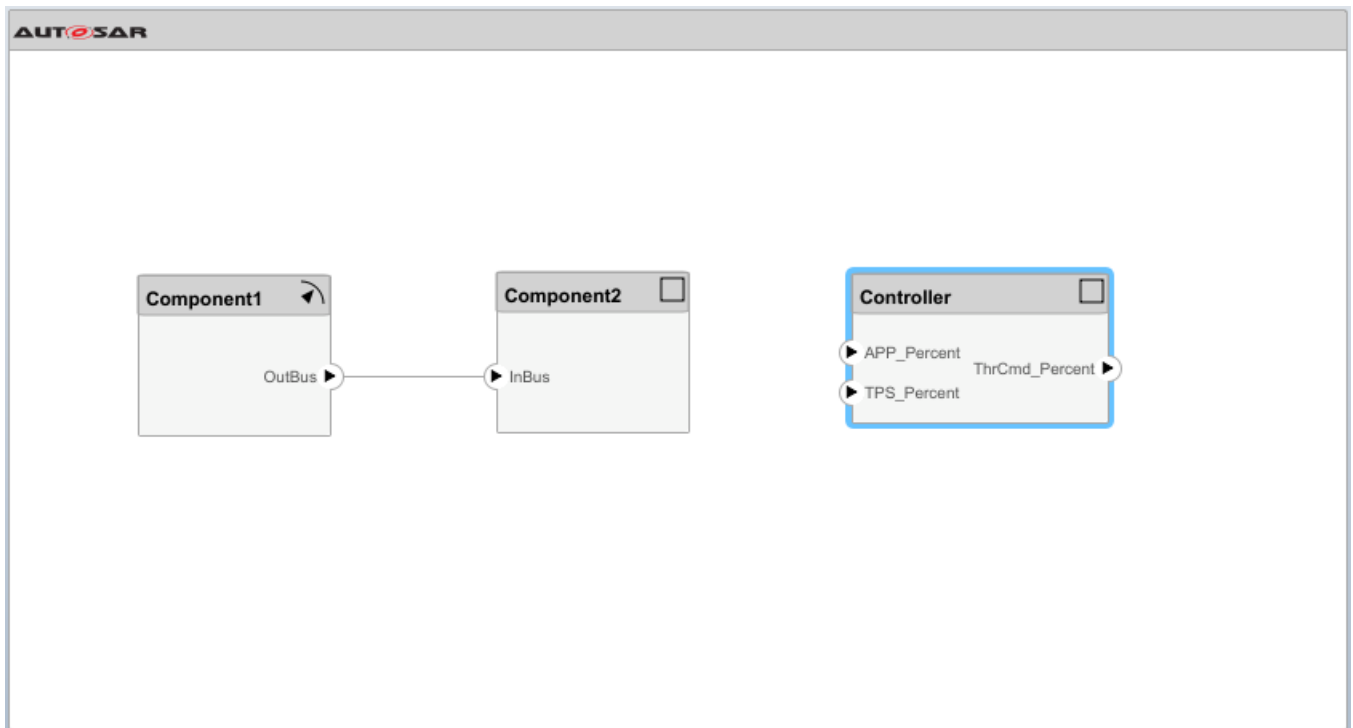 AUTOSAR
Component1
OutBus
Component2
InBus
Controller
APP_Percent
ThrCmd_Percent
TPS_Percent